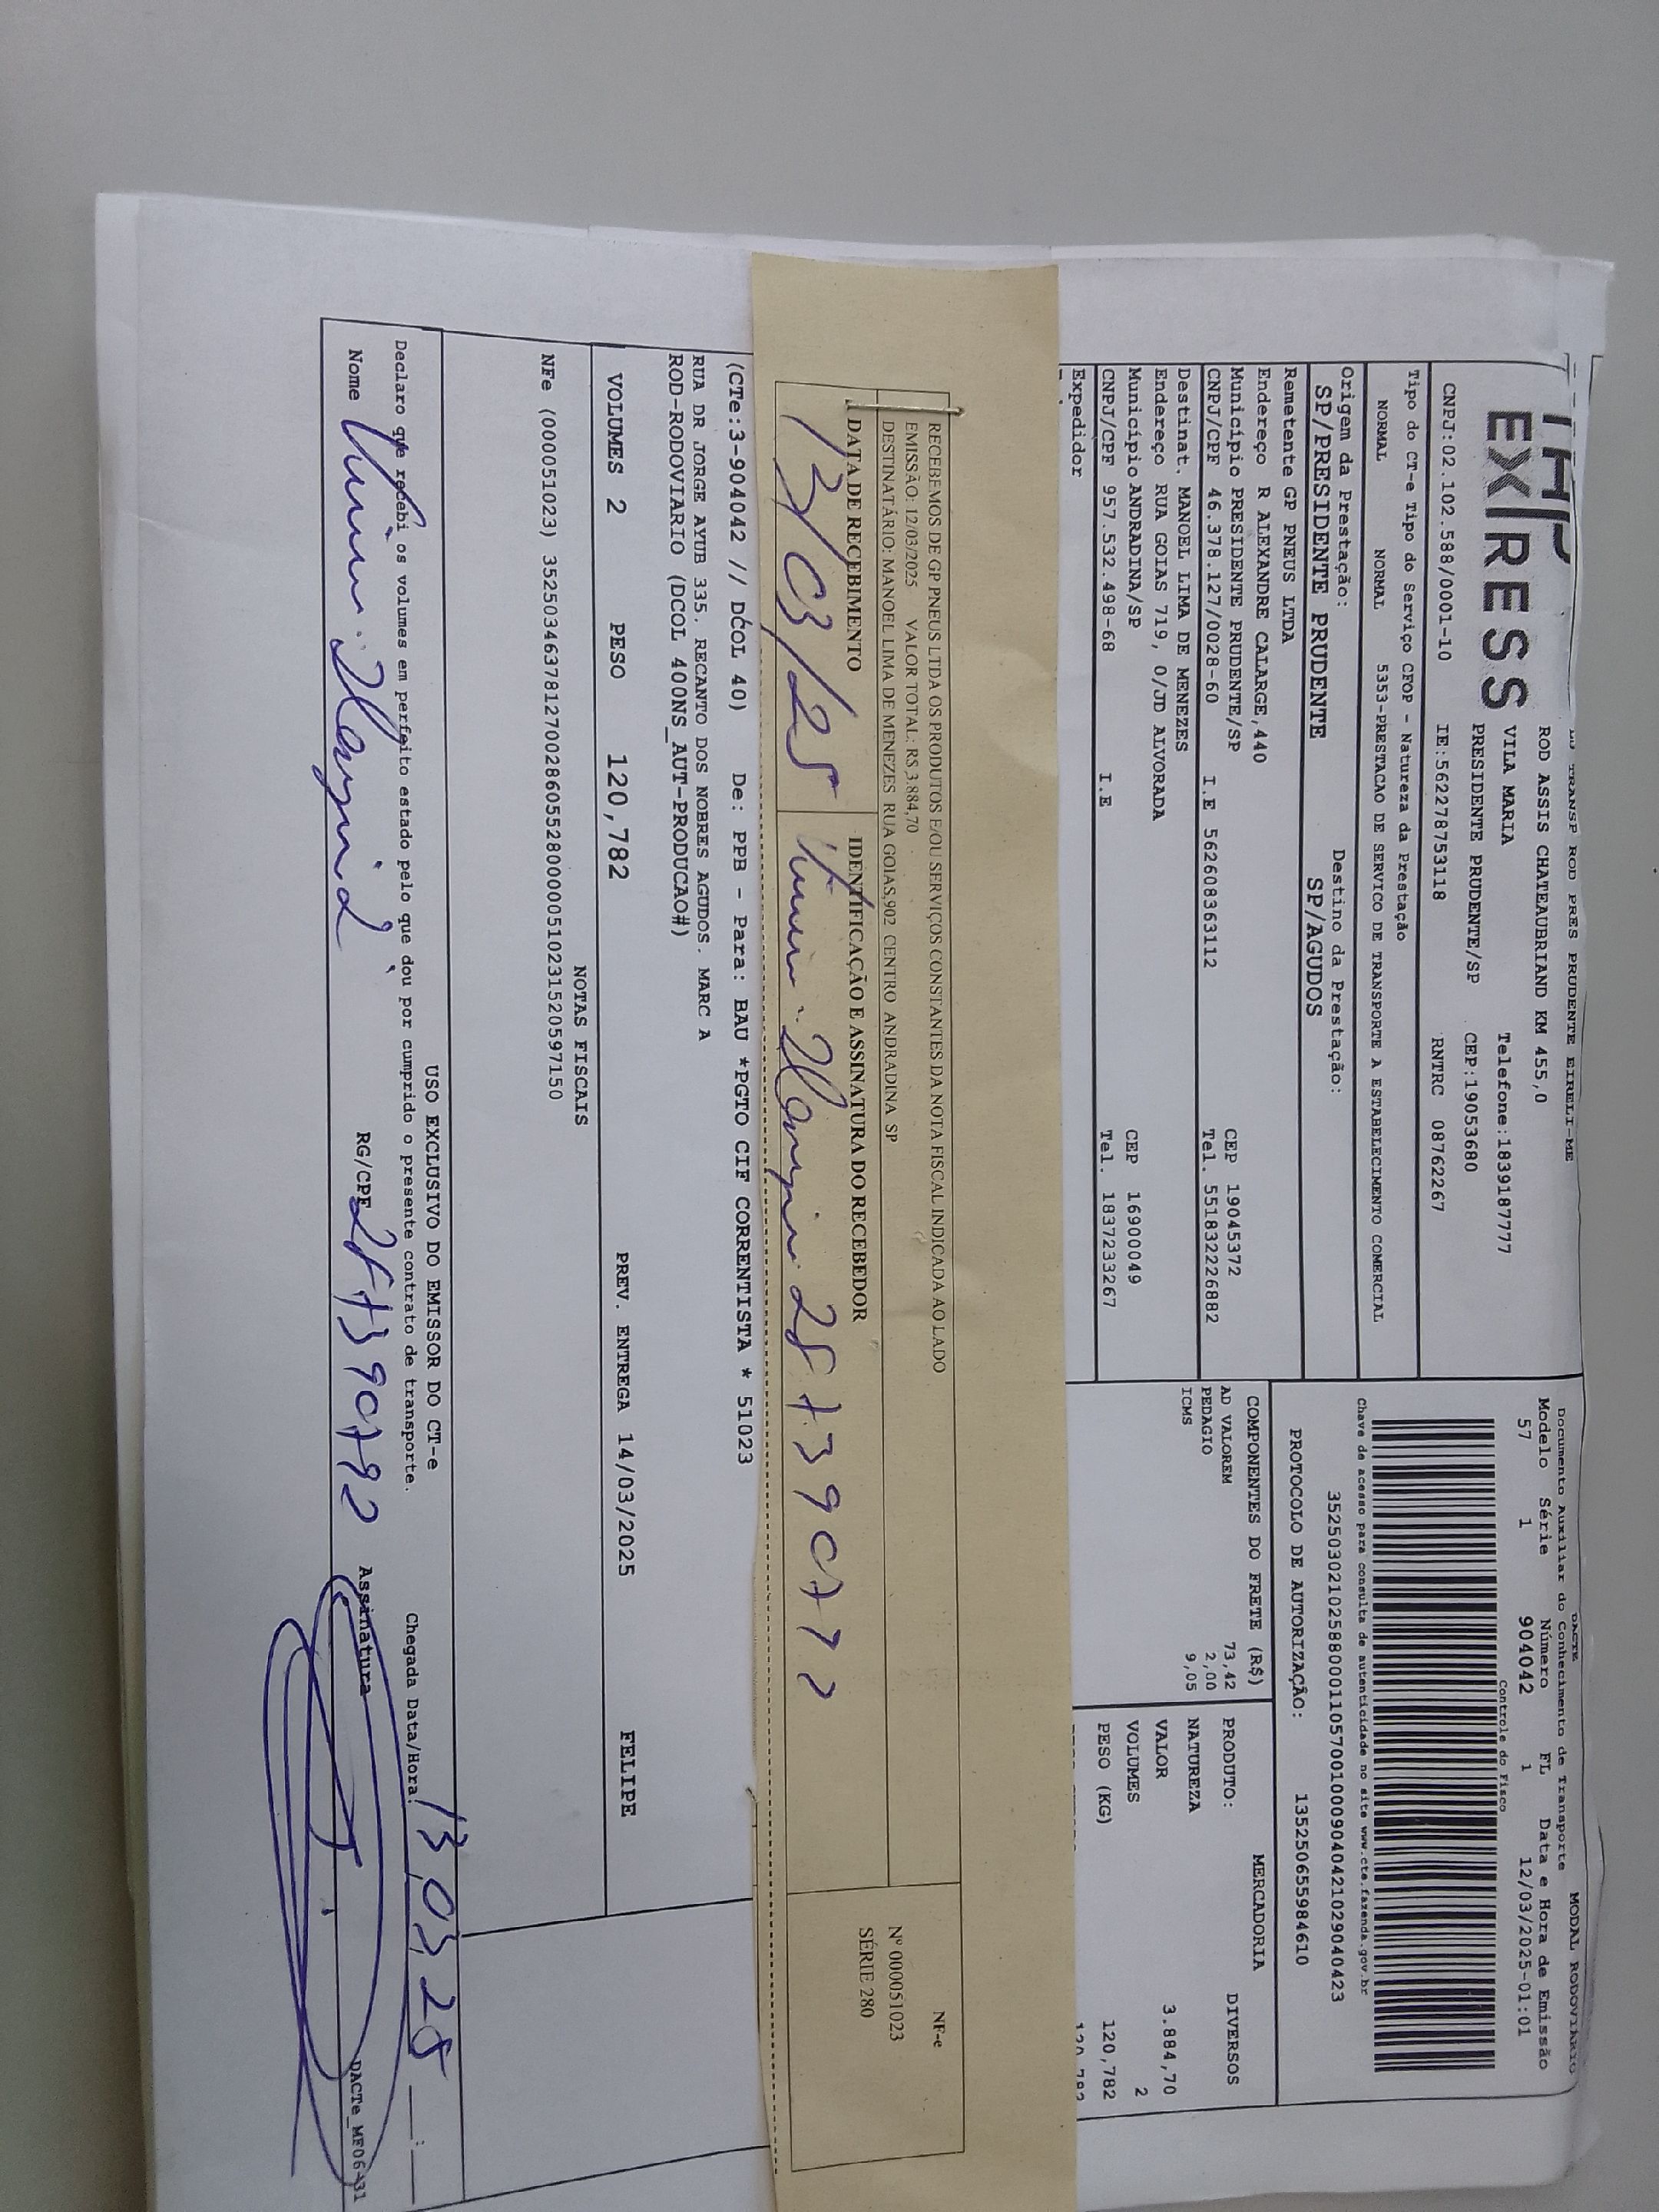 TRANSP ROD PRES PRUDENTE EIRELI-ME
EXPRESS
ROD ASSIS CHATEAUBRIAND KM 455,0
VILA MARIA Telefone:1839187777
PRESIDENTE PRUDENTE/SP CEP:19053680
CNPJ:02.102.588/0001-10 IE:562278753118 RNTRC 08762267
Tipo do CT-e Tipo do Serviço CFOP - Natureza da Prestação
NORMAL NORMAL 5353-PRESTACAO DE SERVICO DE TRANSPORTE A ESTABELECIMENTO COMERCIAL
Origem da Prestação: Destino da Prestação:
SP/PRESIDENTE PRUDENTE SP/AGUDOS
Remetente GP PNEUS LTDA
Endereço R ALEXANDRE CALARGE,440
Município PRESIDENTE PRUDENTE/SP CEP 19045372
CNPJ/CPF 46.378.127/0028-60 I.E 562608363112 Tel. 551832226882
Destinat. MANOEL LIMA DE MENEZES
Endereço RUA GOIAS 719, 0/JD ALVORADA
Município ANDRADINA/SP CEP 16900049
CNPJ/CPF 957.532.498-68 I.E Tel. 1837233267
Expedidor
DACTE MODAL RODOVIÁRIO
Documento Auxiliar do Conhecimento de Transporte
Modelo Série Número FL Data e Hora de Emissão
57 1 904042 1 12/03/2025-01:01
Controle do Fisco
Chave de acesso para consulta de autenticidade no site www.cte.fazenda.gov.br
35250302102588000110570010009040421029040423
PROTOCOLO DE AUTORIZAÇÃO: 135250655984610
COMPONENTES DO FRETE (R$)
AD VALOREM 73,42
PEDAGIO 2,00
ICMS 9,05
MERCADORIA
PRODUTO: DIVERSOS
NATUREZA
VALOR 3.884,70
VOLUMES 2
PESO (KG) 120,782
120,782
RECEBEMOS DE GP PNEUS LTDA OS PRODUTOS E/OU SERVIÇOS CONSTANTES DA NOTA FISCAL INDICADA AO LADO
EMISSÃO: 12/03/2025 VALOR TOTAL: R$ 3.884,70
DESTINATÁRIO: MANOEL LIMA DE MENEZES RUA GOIAS,902 CENTRO ANDRADINA SP
DATA DE RECEBIMENTO IDENTIFICAÇÃO E ASSINATURA DO RECEBEDOR
13/03/25
NF-e
Nº 000051023
SÉRIE 280
(CTe:3-904042 // DCOL 40) De: PPB - Para: BAU *PGTO CIF CORRENTISTA * 51023
RUA DR JORGE AYUB 335. RECANTO DOS NOBRES AGUDOS. MARC A
ROD-RODOVIARIO (DCOL 400NS_AUT-PRODUCAO#)
VOLUMES 2 PESO 120,782 PREV. ENTREGA 14/03/2025 FELIPE
NOTAS FISCAIS
NFe (000051023) 35250346378127002860552800000510231520597150
USO EXCLUSIVO DO EMISSOR DO CT-e
Declaro que recebi os volumes em perfeito estado pelo que dou por cumprido o presente contrato de transporte.
Chegada Data/Hora: 13 03 25 __:__
Nome RG/CPF Assinatura
DACTe_MF06431